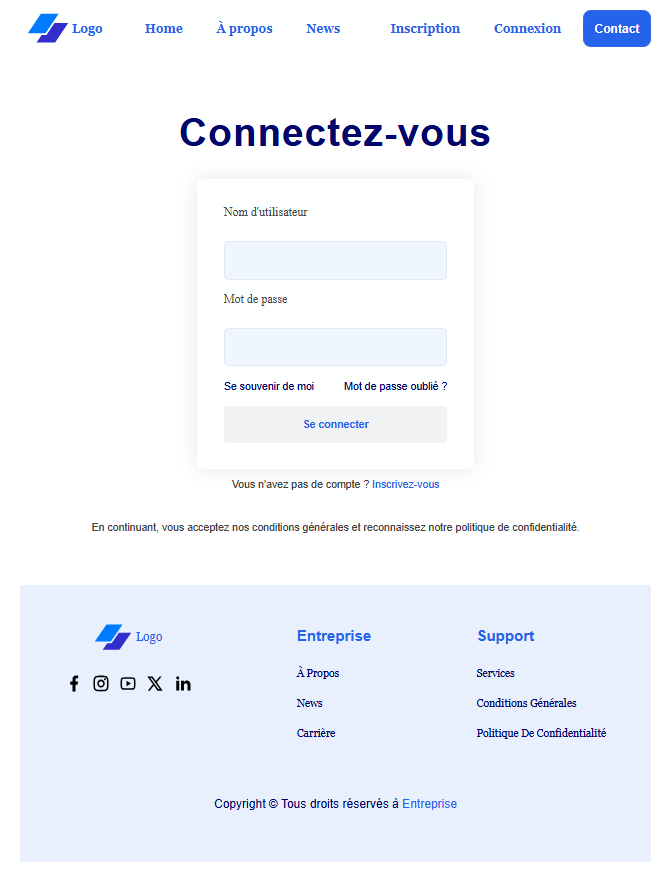 Logo Home À propos News Inscription Connexion Contact
Connectez-vous
Nom d'utilisateur
Mot de passe
Se souvenir de moi Mot de passe oublié ?
Se connecter
Vous n'avez pas de compte ? Inscrivez-vous
En continuant, vous acceptez nos conditions générales et reconnaissez notre politique de confidentialité.
Logo
Entreprise
À Propos
News
Carrière
Support
Services
Conditions Générales
Politique De Confidentialité
Copyright © Tous droits réservés à Entreprise